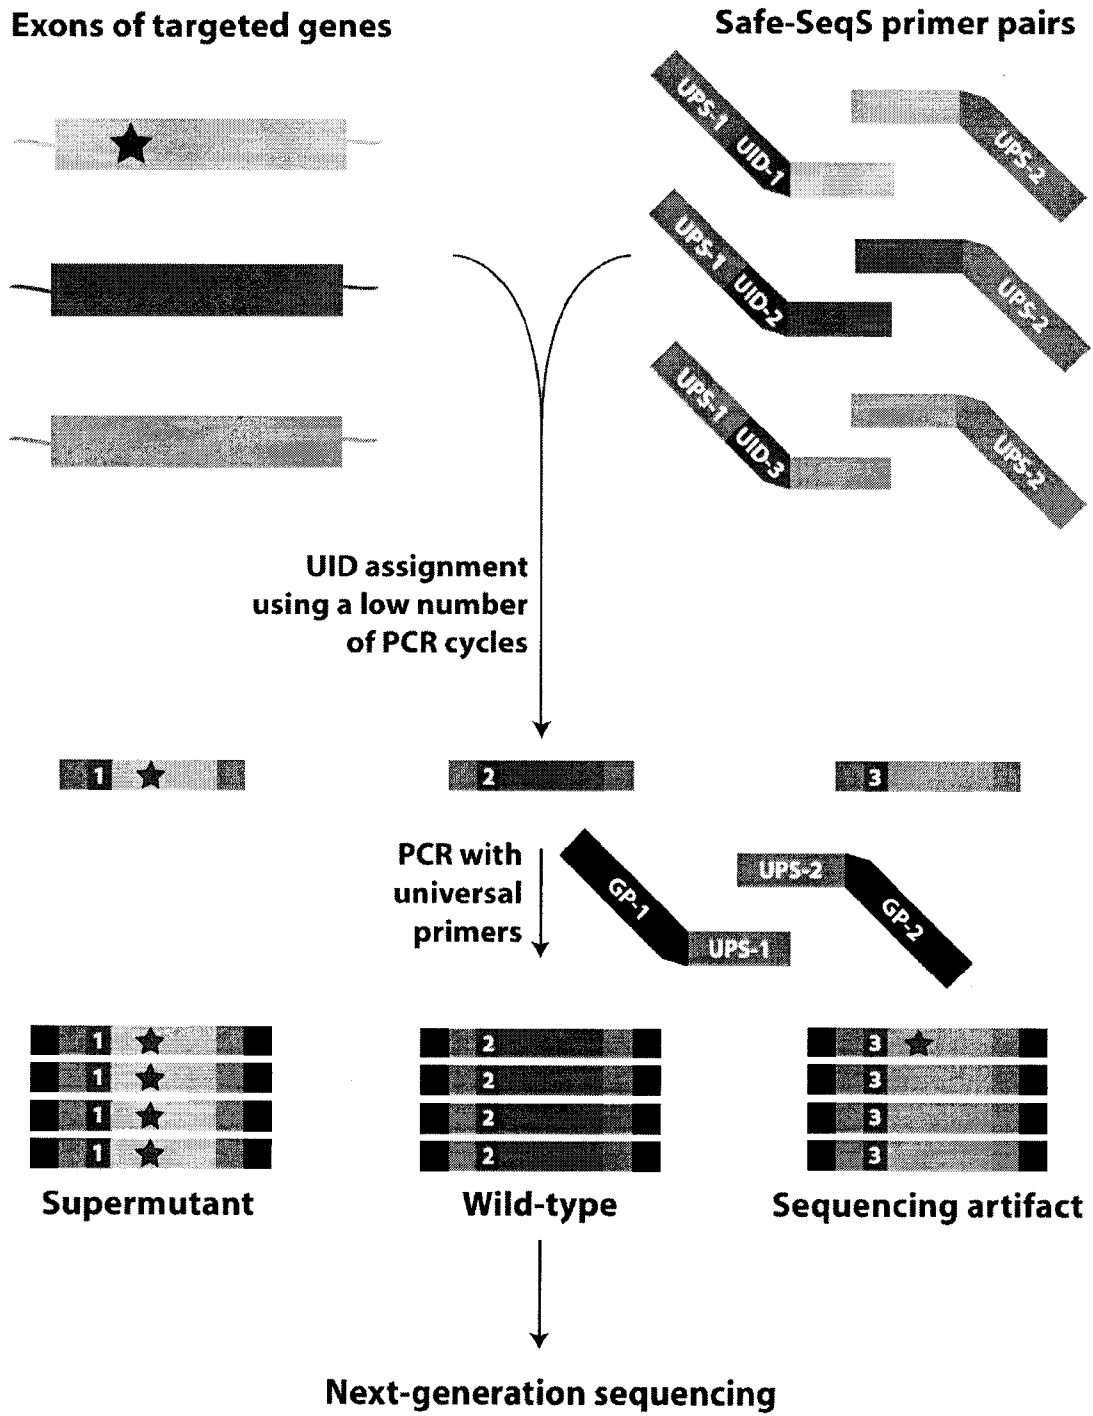 Exons of targeted genes
Safe-SeqS primer pairs
UPS-1 UID-1
UPS-2
UPS-1 UID-2
UPS-2
UPS-1 UID-3
UPS-2
UID assignment
using a low number
of PCR cycles
1
2
3
PCR with
universal
primers
GP-1 UPS-1
UPS-2 GP-2
1
2
3
1
2
3
1
2
3
1
2
3
Supermutant
Wild-type
Sequencing artifact
Next-generation sequencing